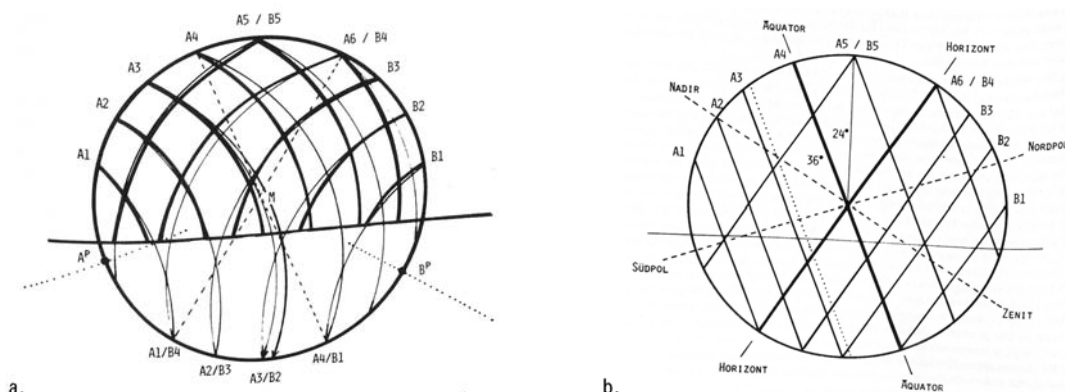 A5 / B5
A4
A6 / B4
A3
B3
A2
B2
A1
B1
M
Aᴾ
Bᴾ
A1/B4
A4/B1
A2/B3
A3/B2
a.
ÄQUATOR
A5 / B5
A4
HORIZONT
A6 / B4
A3
NADIR
A2
B3
24°
B2
A1
36°
NORDPOL
B1
SÜDPOL
ZENIT
HORIZONT
ÄQUATOR
b.